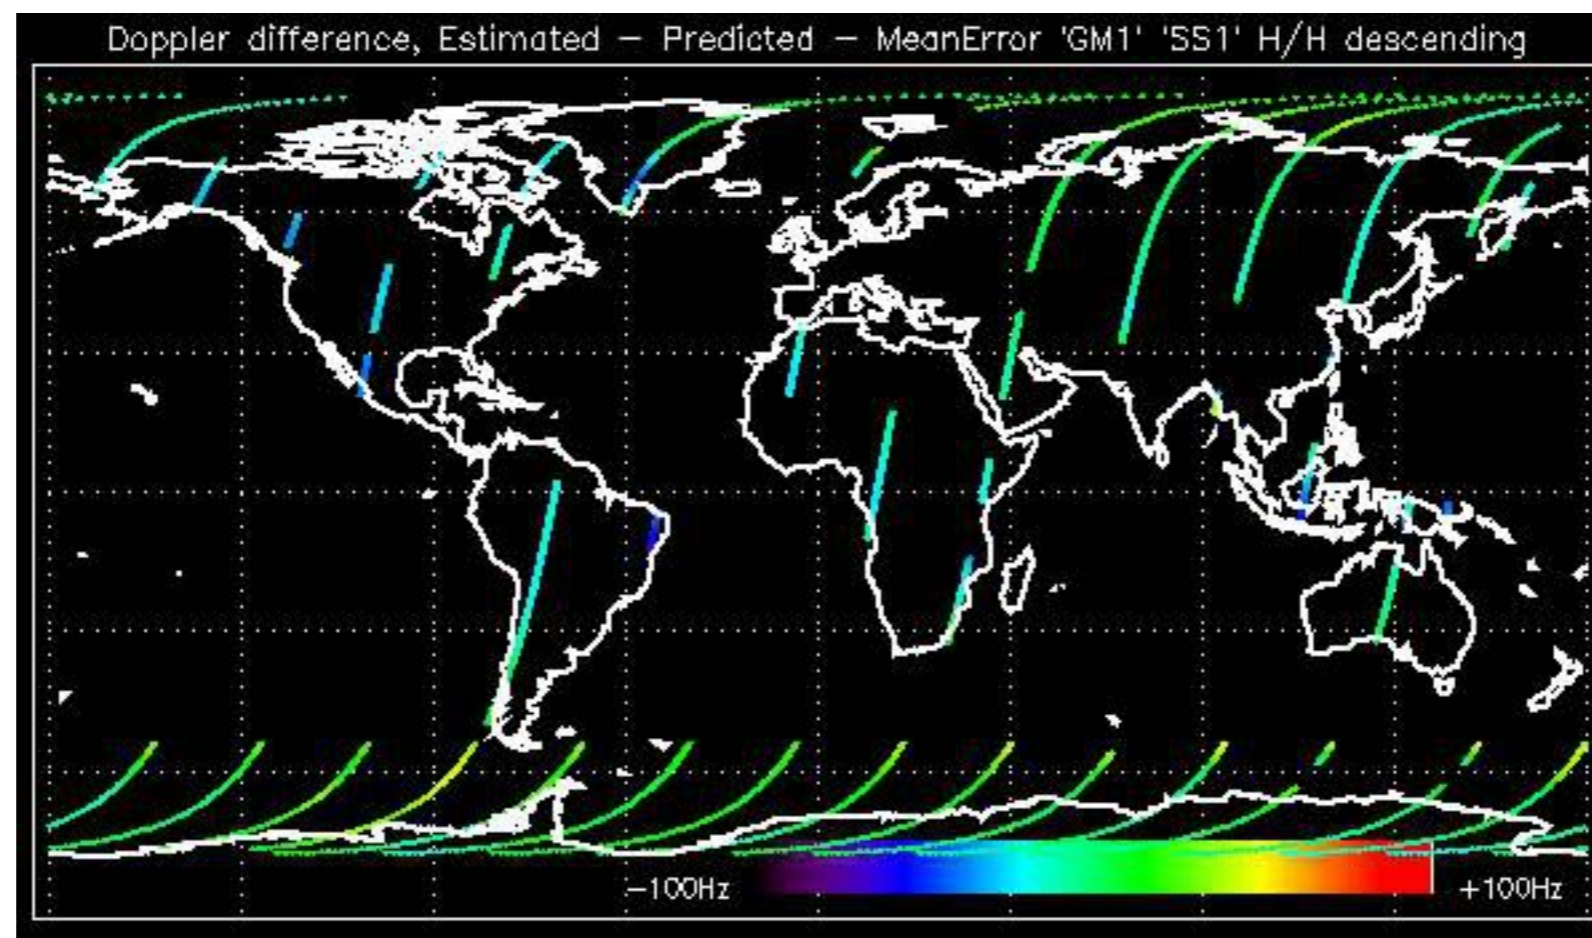 Doppler difference, Estimated − Predicted − MeanError 'GM1' 'SS1' H/H descending
−100Hz
+100Hz